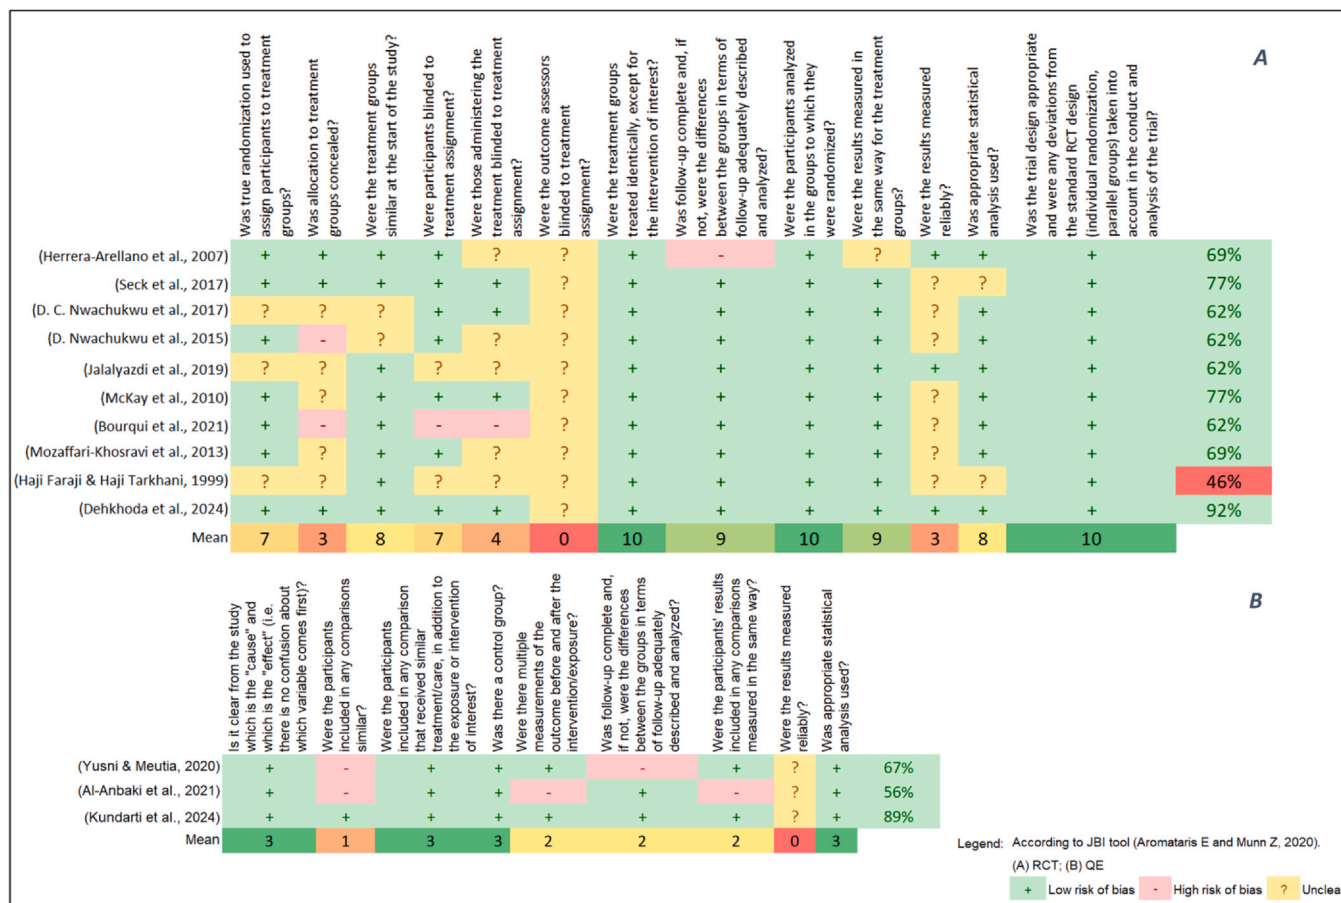 A
Was true randomization used to
assign participants to treatment
groups?
Was allocation to treatment
groups concealed?
Were the treatment groups
similar at the start of the study?
Were participants blinded to
treatment assignment?
Were those administering the
treatment blinded to treatment
assignment?
Were the outcome assessors
blinded to treatment
assignment?
Were the treatment groups
treated identically, except for
the intervention of interest?
Was follow-up complete and, if
not, were the differences
between the groups in terms of
follow-up adequately described
and analyzed?
Were the participants analyzed
in the groups to which they
were randomized?
Were the results measured in
the same way for the treatment
groups?
Were the results measured
reliably?
Was appropriate statistical
analysis used?
Was the trial design appropriate
and were any deviations from
the standard RCT design
(individual randomization,
parallel groups) taken into
account in the conduct and
analysis of the trial?
(Herrera-Arellano et al., 2007) + + + + ? ? + - + ? + + + 69%
(Seck et al., 2017) + + + + + ? + + + + ? ? + 77%
(D. C. Nwachukwu et al., 2017) ? ? ? + + ? + + + + ? + + 62%
(D. Nwachukwu et al., 2015) + - ? + ? ? + + + + ? + + 62%
(Jalalyazdi et al., 2019) ? ? + ? ? ? + + + + + + + 62%
(McKay et al., 2010) + ? + + + ? + + + + ? + + 77%
(Bourqui et al., 2021) + - + - - ? + + + + ? + + 62%
(Mozaffari-Khosravi et al., 2013) + ? + + ? ? + + + + ? + + 69%
(Haji Faraji & Haji Tarkhani, 1999) ? ? + ? ? ? + + + + ? ? + 46%
(Dehkhoda et al., 2024) + + + + + ? + + + + + + + 92%
Mean 7 3 8 7 4 0 10 9 10 9 3 8 10
B
Is it clear from the study
which is the "cause" and
which is the "effect" (i.e.
there is no confusion about
which variable comes first)?
Were the participants
included in any comparisons
similar?
Were the participants
included in any comparison
that received similar
treatment/care, in addition to
the exposure or intervention
of interest?
Was there a control group?
Were there multiple
measurements of the
outcome before and after the
intervention/exposure?
Was follow-up complete and,
if not, were the differences
between the groups in terms
of follow-up adequately
described and analyzed?
Were the participants' results
included in any comparisons
measured in the same way?
Were the results measured
reliably?
Was appropriate statistical
analysis used?
(Yusni & Meutia, 2020) + - + + + - + ? + 67%
(Al-Anbaki et al., 2021) + - + + - + - ? + 56%
(Kundarti et al., 2024) + + + + + + + ? + 89%
Mean 3 1 3 3 2 2 2 0 3
Legend: According to JBI tool (Aromataris E and Munn Z, 2020).
(A) RCT; (B) QE
+ Low risk of bias - High risk of bias ? Unclea